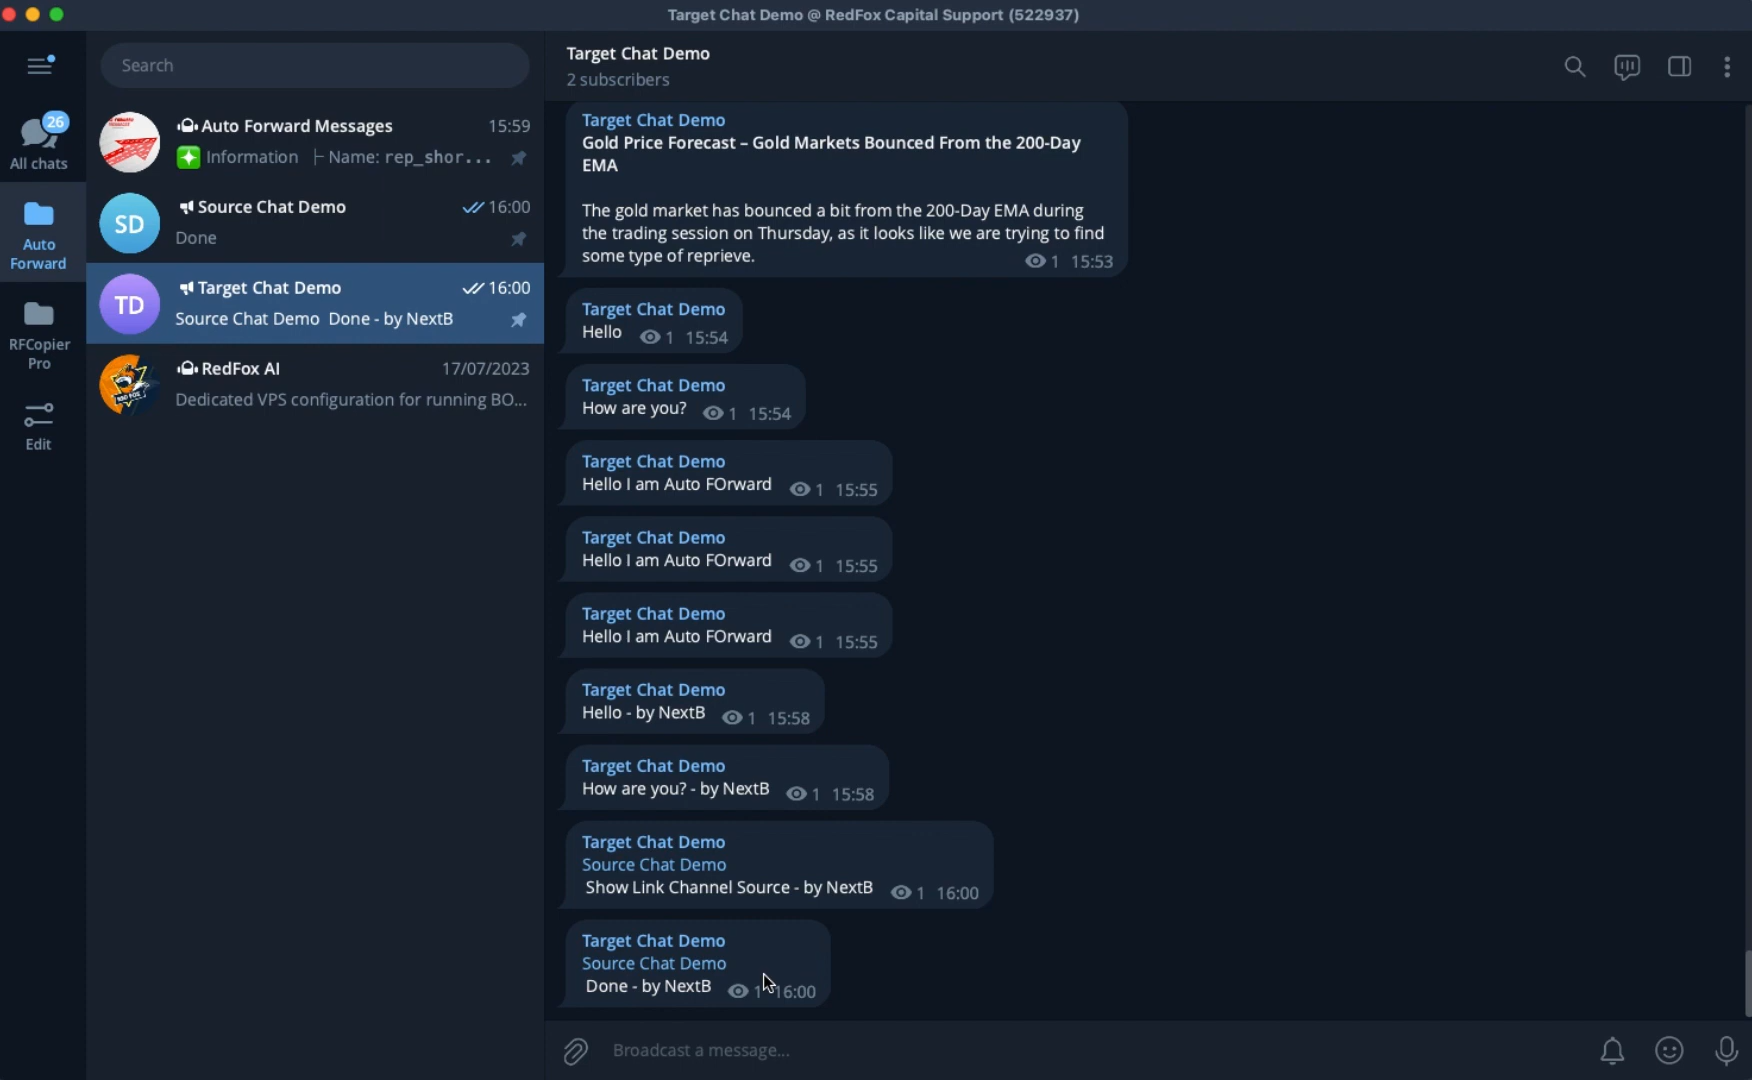 Target Chat Demo @ RedFox Capital Support (522937)
Search
26
All chats
Auto
Forward
RFCopier
Pro
Edit
Auto Forward Messages 15:59
Information ├ Name: rep_shor...
SD
Source Chat Demo 16:00
Done
TD
Target Chat Demo 16:00
Source Chat Demo Done - by NextB
RedFox AI 17/07/2023
Dedicated VPS configuration for running BO...
Target Chat Demo
2 subscribers
Target Chat Demo
Gold Price Forecast – Gold Markets Bounced From the 200-Day
EMA
The gold market has bounced a bit from the 200-Day EMA during
the trading session on Thursday, as it looks like we are trying to find
some type of reprieve. 1 15:53
Target Chat Demo
Hello 1 15:54
Target Chat Demo
How are you? 1 15:54
Target Chat Demo
Hello I am Auto FOrward 1 15:55
Target Chat Demo
Hello I am Auto FOrward 1 15:55
Target Chat Demo
Hello I am Auto FOrward 1 15:55
Target Chat Demo
Hello - by NextB 1 15:58
Target Chat Demo
How are you? - by NextB 1 15:58
Target Chat Demo
Source Chat Demo
Show Link Channel Source - by NextB 1 16:00
Target Chat Demo
Source Chat Demo
Done - by NextB 1 16:00
Broadcast a message...